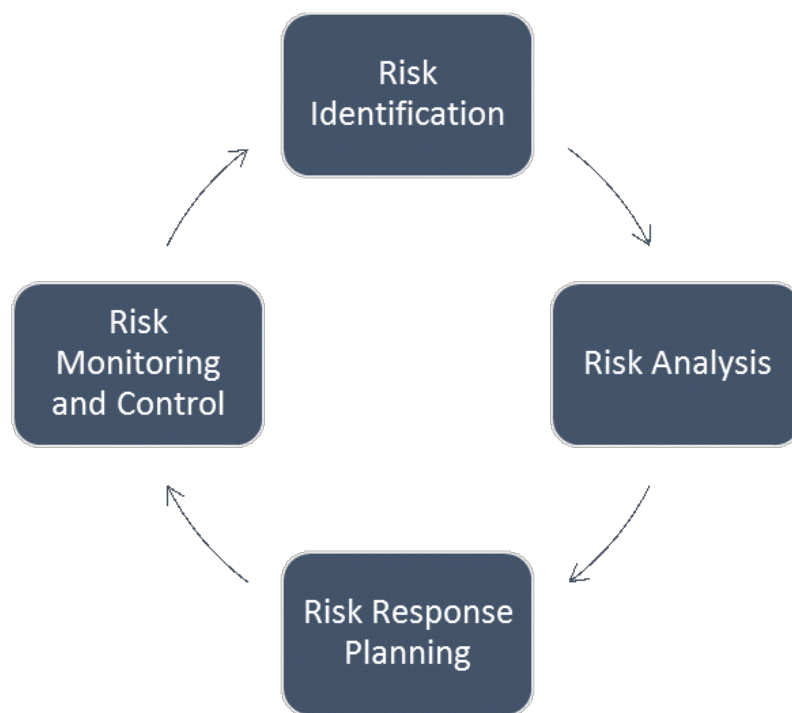 Risk
Identification
Risk Analysis
Risk Response
Planning
Risk
Monitoring
and Control